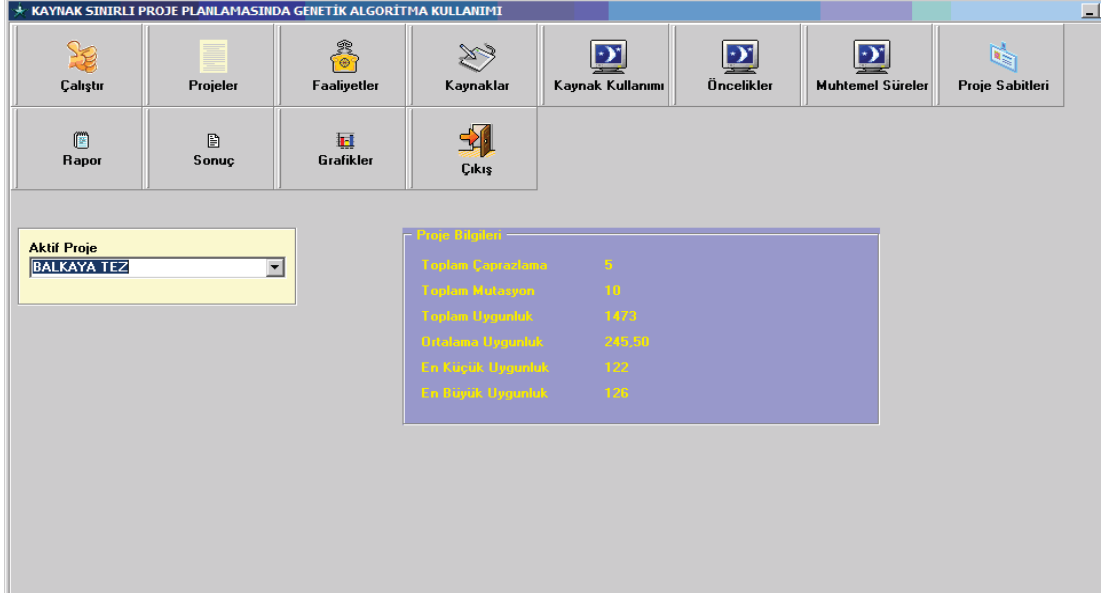 KAYNAK SINIRLI PROJE PLANLAMASINDA GENETİK ALGORİTMA KULLANIMI
Çalıştır
Projeler
Faaliyetler
Kaynaklar
Kaynak Kullanımı
Öncelikler
Muhtemel Süreler
Proje Sabitleri
Rapor
Sonuç
Grafikler
Çıkış
Aktif Proje
BALKAYA TEZ
Proje Bilgileri
Toplam Çaprazlama 5
Toplam Mutasyon 10
Toplam Uygunluk 1473
Ortalama Uygunluk 245,50
En Küçük Uygunluk 122
En Büyük Uygunluk 126